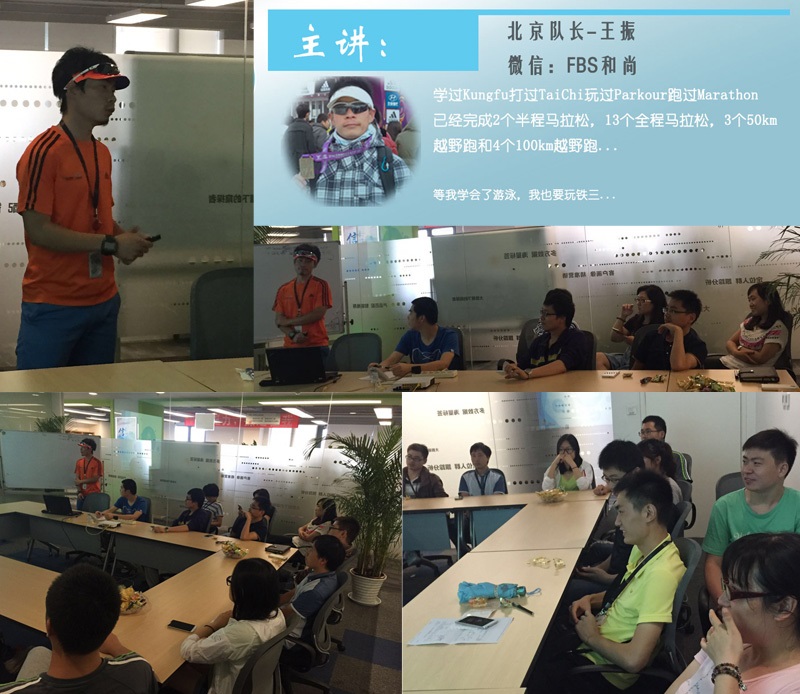 主讲：
北京队长-王振
微信：FBS和尚
学过Kungfu打过TaiChi玩过Parkour跑过Marathon
已经完成2个半程马拉松，13个全程马拉松，3个50km
越野跑和4个100km越野跑...
等我学会了游泳，我也要玩铁三...